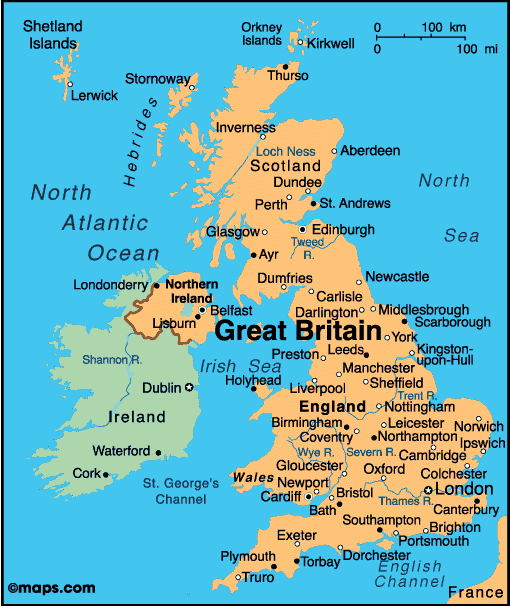 Shetland
Islands
Lerwick
Orkney
Islands
Kirkwell
0 100 km
0 100 mi
Thurso
Stornoway
Hebrides
Inverness
Loch Ness
Scotland
Aberdeen
Dundee
Perth
St. Andrews
North
Atlantic
Ocean
North
Sea
Glasgow
Edinburgh
Tweed
R.
Ayr
Londonderry
Northern
Ireland
Dumfries
Newcastle
Carlisle
Belfast
Lisburn
Darlington
Middlesbrough
Scarborough
Great Britain
York
Shannon R.
Irish Sea
Preston
Leeds
Kingston-
upon-Hull
Manchester
Dublin
Holyhead
Liverpool
Sheffield
Trent R.
Ireland
England
Nottingham
Birmingham
Leicester
Norwich
Coventry
Northampton
Ipswich
Waterford
Wye R.
Severn R.
Cambridge
Cork
Wales
Gloucester
Oxford
Colchester
St. George's
Channel
Newport
London
Cardiff
Bristol
Thames R.
Bath
Canterbury
Southampton
Exeter
Brighton
Portsmouth
Plymouth
Torbay
Dorchester
English
Channel
Truro
France
©maps.com